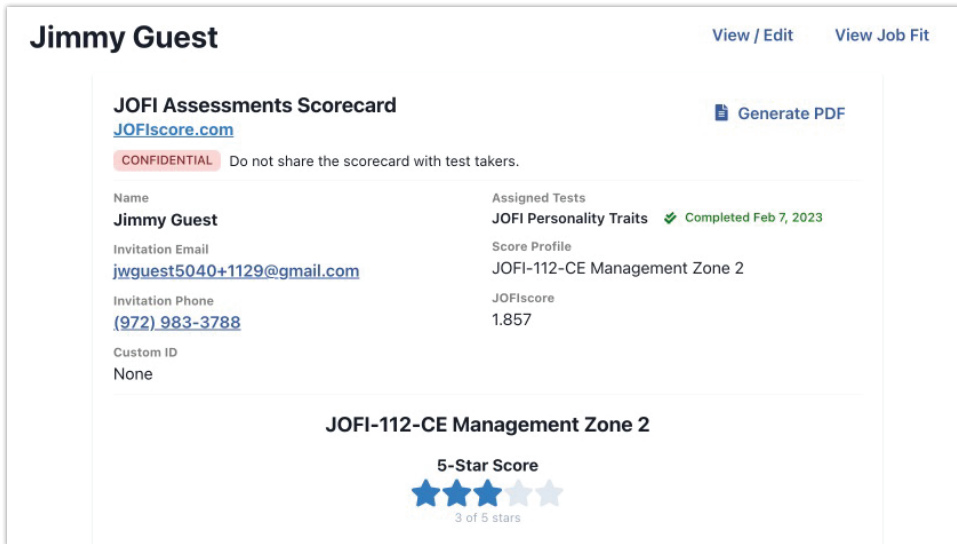 Jimmy Guest
View / Edit
View Job Fit
JOFI Assessments Scorecard
JOFIscore.com
Generate PDF
CONFIDENTIAL Do not share the scorecard with test takers.
Name
Jimmy Guest
Invitation Email
jwguest5040+1129@gmail.com
Invitation Phone
(972) 983-3788
Custom ID
None
Assigned Tests
JOFI Personality Traits Completed Feb 7, 2023
Score Profile
JOFI-112-CE Management Zone 2
JOFIscore
1.857
JOFI-112-CE Management Zone 2
5-Star Score
3 of 5 stars